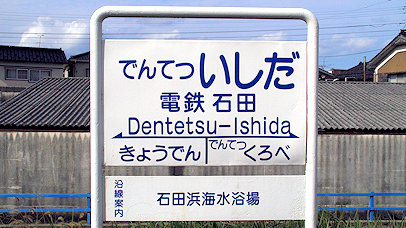 でんてついしだ
電鉄石田
Dentetsu-Ishida
きょうでん でんてつくろべ
沿線案内
石田浜海水浴場